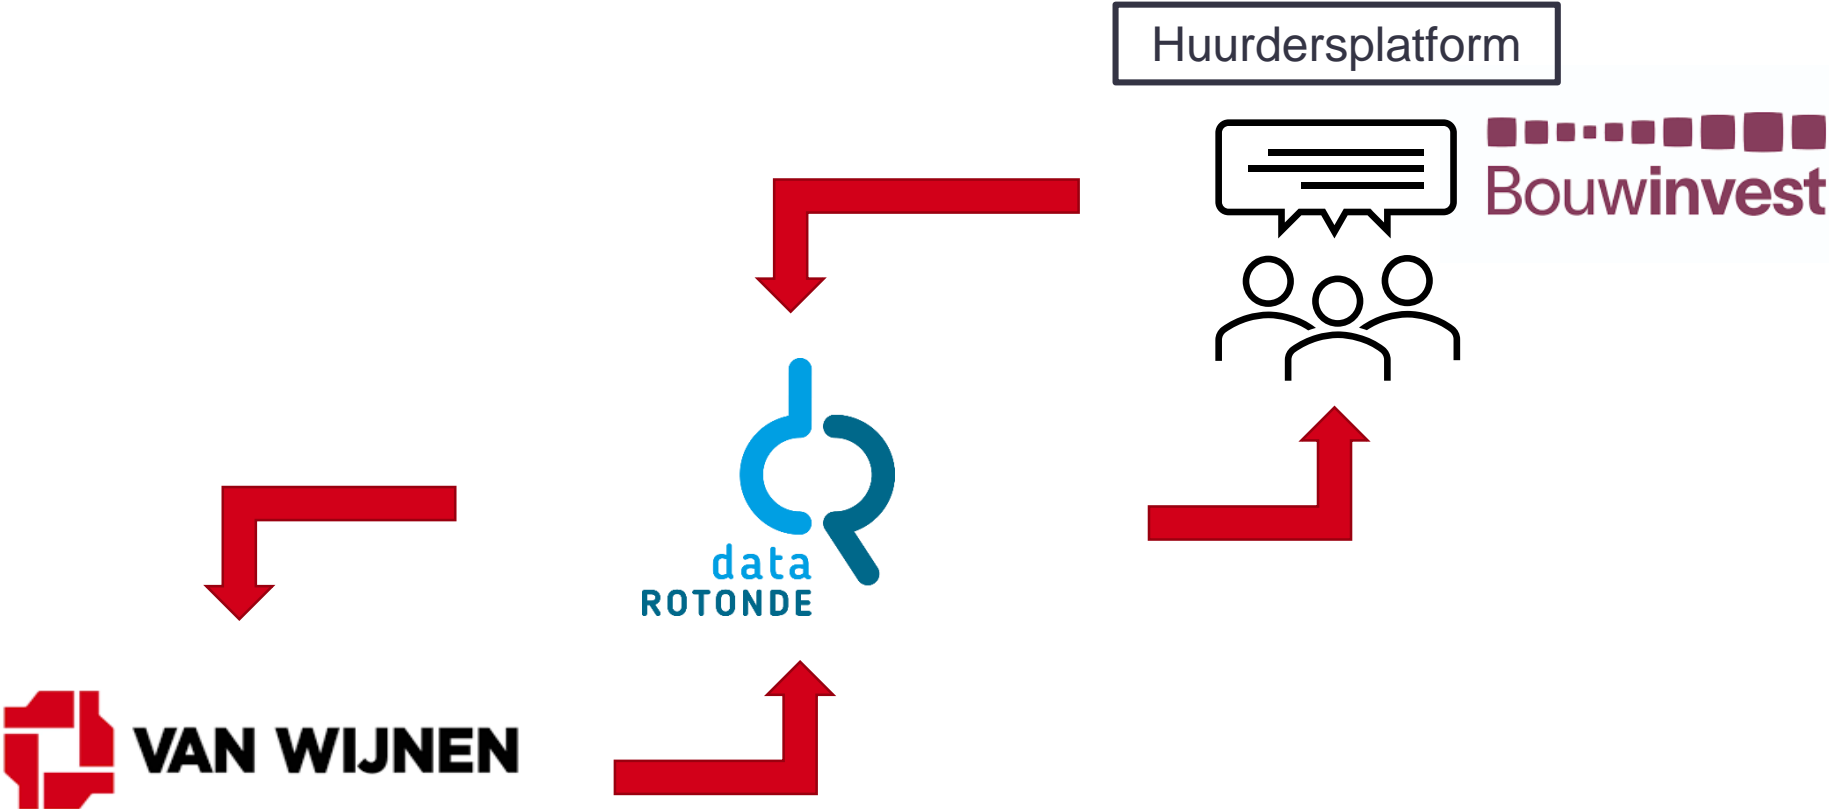 Huurdersplatform
Bouwinvest
data
ROTONDE
VAN WIJNEN